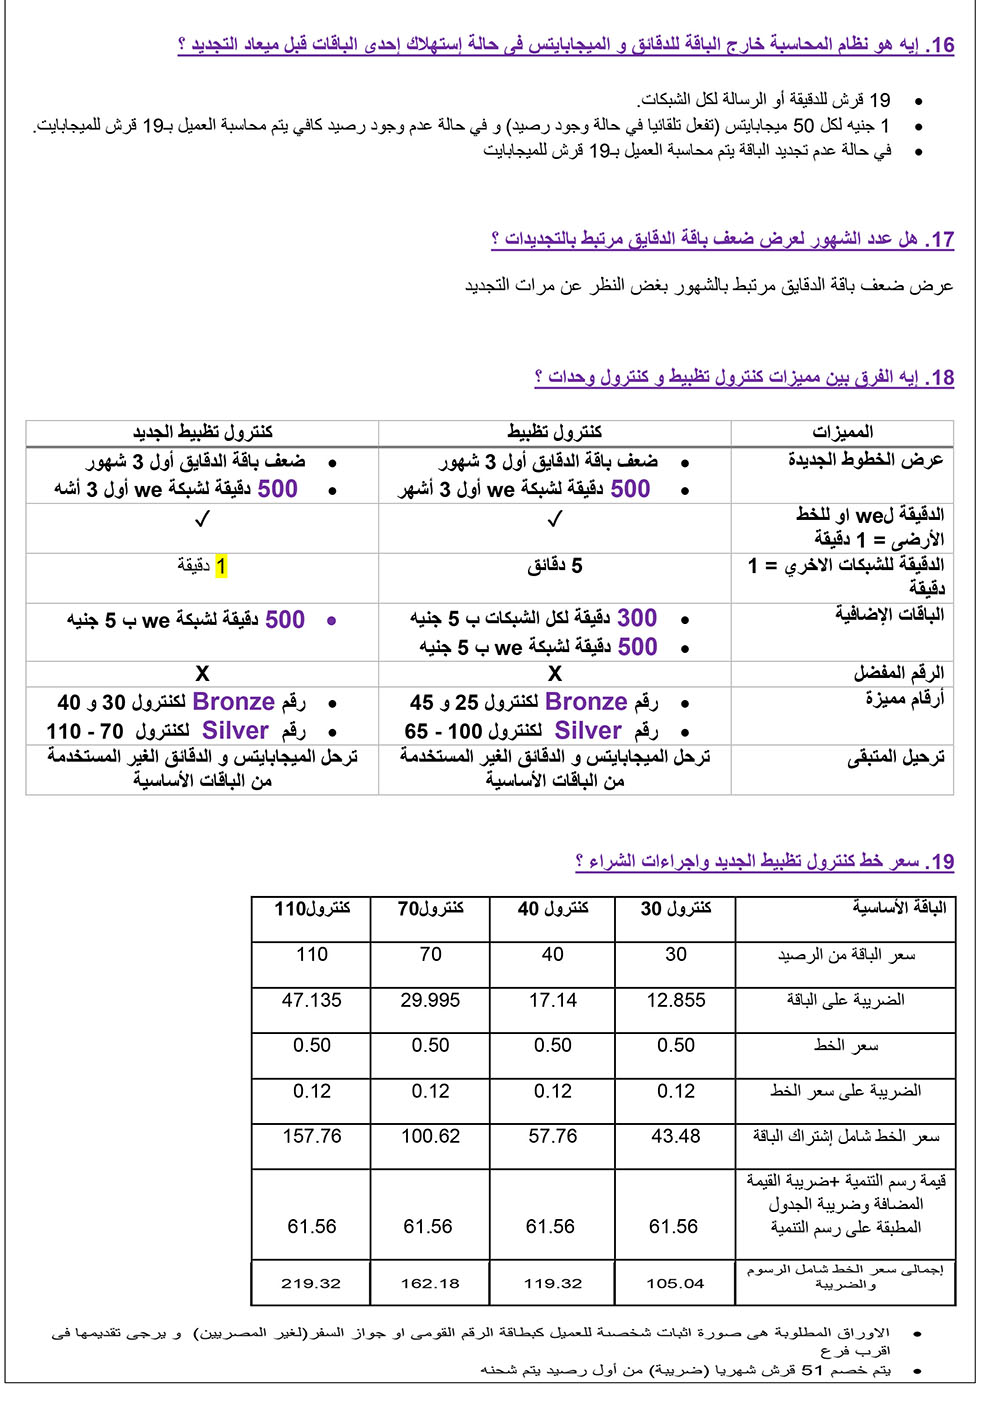 16. إيه هو نظام المحاسبة خارج الباقة للدقائق و الميجابايتس في حالة إستهلاك إحدى الباقات قبل ميعاد التجديد ؟
• 19 قرش للدقيقة أو الرسالة لكل الشبكات.
• 1 جنيه لكل 50 ميجابايتس (تفعل تلقائيا في حالة وجود رصيد) و في حالة عدم وجود رصيد كافي يتم محاسبة العميل بـ19 قرش للميجابايت.
• في حالة عدم تجديد الباقة يتم محاسبة العميل بـ19 قرش للميجابايت
17. هل عدد الشهور لعرض ضعف باقة الدقايق مرتبط بالتجديدات ؟
عرض ضعف باقة الدقايق مرتبط بالشهور بغض النظر عن مرات التجديد
18. إيه الفرق بين مميزات كنترول تظبيط و كنترول وحدات ؟
المميزات كنترول تظبيط كنترول تظبيط الجديد
عرض الخطوط الجديدة • ضعف باقة الدقايق أول 3 شهور • ضعف باقة الدقايق أول 3 شهور
• 500 دقيقة لشبكة we أول 3 أشهر • 500 دقيقة لشبكة we أول 3 أشه
الدقيقة لwe او للخط ✓ ✓
الأرضي = 1 دقيقة
الدقيقة للشبكات الاخري = 1 5 دقائق 1 دقيقة
دقيقة
الباقات الإضافية • 300 دقيقة لكل الشبكات ب 5 جنيه • 500 دقيقة لشبكة we ب 5 جنيه
• 500 دقيقة لشبكة we ب 5 جنيه
الرقم المفضل X X
أرقام مميزة • رقم Bronze لكنترول 25 و 45 • رقم Bronze لكنترول 30 و 40
• رقم Silver لكنترول 100 - 65 • رقم Silver لكنترول 70 - 110
ترحيل المتبقى ترحل الميجابايتس و الدقائق الغير المستخدمة ترحل الميجابايتس و الدقائق الغير المستخدمة
من الباقات الأساسية من الباقات الأساسية
19. سعر خط كنترول تظبيط الجديد واجراءات الشراء ؟
الباقة الأساسية كنترول 30 كنترول 40 كنترول70 كنترول110
سعر الباقة من الرصيد 30 40 70 110
الضريبة على الباقة 12.855 17.14 29.995 47.135
سعر الخط 0.50 0.50 0.50 0.50
الضريبة على سعر الخط 0.12 0.12 0.12 0.12
سعر الخط شامل إشتراك الباقة 43.48 57.76 100.62 157.76
قيمة رسم التنمية +ضريبة القيمة
المضافة وضريبة الجدول
المطبقة على رسم التنمية 61.56 61.56 61.56 61.56
إجمالى سعر الخط شامل الرسوم
والضريبة 105.04 119.32 162.18 219.32
• الاوراق المطلوبة هى صورة اثبات شخصية للعميل كبطاقة الرقم القومى او جواز السفر(لغير المصريين) و يرجى تقديمها فى
اقرب فرع
• يتم خصم 51 قرش شهريا (ضريبة) من أول رصيد يتم شحنه